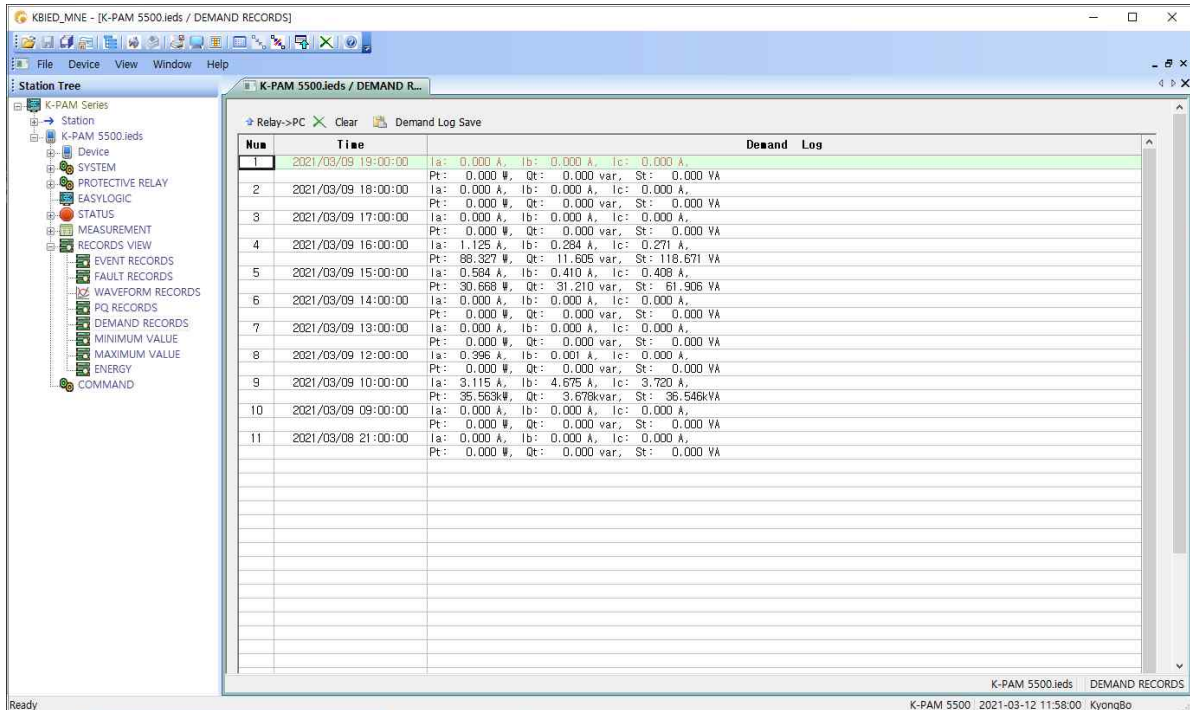 KBIED_MNE - [K-PAM 5500.ieds / DEMAND RECORDS]
File Device View Window Help
Station Tree
K-PAM 5500.ieds / DEMAND R...
K-PAM Series
Station
K-PAM 5500.ieds
Device
SYSTEM
PROTECTIVE RELAY
EASYLOGIC
STATUS
MEASUREMENT
RECORDS VIEW
EVENT RECORDS
FAULT RECORDS
WAVEFORM RECORDS
PQ RECORDS
DEMAND RECORDS
MINIMUM VALUE
MAXIMUM VALUE
ENERGY
COMMAND
Relay->PC Clear Demand Log Save
Num Time Demand Log
1 2021/03/09 19:00:00 Ia: 0.000 A, Ib: 0.000 A, Ic: 0.000 A,
Pt: 0.000 W, Qt: 0.000 var, St: 0.000 VA
2 2021/03/09 18:00:00 Ia: 0.000 A, Ib: 0.000 A, Ic: 0.000 A,
Pt: 0.000 W, Qt: 0.000 var, St: 0.000 VA
3 2021/03/09 17:00:00 Ia: 0.000 A, Ib: 0.000 A, Ic: 0.000 A,
Pt: 0.000 W, Qt: 0.000 var, St: 0.000 VA
4 2021/03/09 16:00:00 Ia: 1.125 A, Ib: 0.284 A, Ic: 0.271 A,
Pt: 88.327 W, Qt: 11.605 var, St: 118.671 VA
5 2021/03/09 15:00:00 Ia: 0.584 A, Ib: 0.410 A, Ic: 0.408 A,
Pt: 30.668 W, Qt: 31.210 var, St: 61.906 VA
6 2021/03/09 14:00:00 Ia: 0.000 A, Ib: 0.000 A, Ic: 0.000 A,
Pt: 0.000 W, Qt: 0.000 var, St: 0.000 VA
7 2021/03/09 13:00:00 Ia: 0.000 A, Ib: 0.000 A, Ic: 0.000 A,
Pt: 0.000 W, Qt: 0.000 var, St: 0.000 VA
8 2021/03/09 12:00:00 Ia: 0.396 A, Ib: 0.001 A, Ic: 0.000 A,
Pt: 0.000 W, Qt: 0.000 var, St: 0.000 VA
9 2021/03/09 10:00:00 Ia: 3.115 A, Ib: 4.675 A, Ic: 3.720 A,
Pt: 35.563kW, Qt: 3.678kvar, St: 36.546kVA
10 2021/03/09 09:00:00 Ia: 0.000 A, Ib: 0.000 A, Ic: 0.000 A,
Pt: 0.000 W, Qt: 0.000 var, St: 0.000 VA
11 2021/03/08 21:00:00 Ia: 0.000 A, Ib: 0.000 A, Ic: 0.000 A,
Pt: 0.000 W, Qt: 0.000 var, St: 0.000 VA
K-PAM 5500.ieds DEMAND RECORDS
Ready K-PAM 5500 2021-03-12 11:58:00 KyongBo